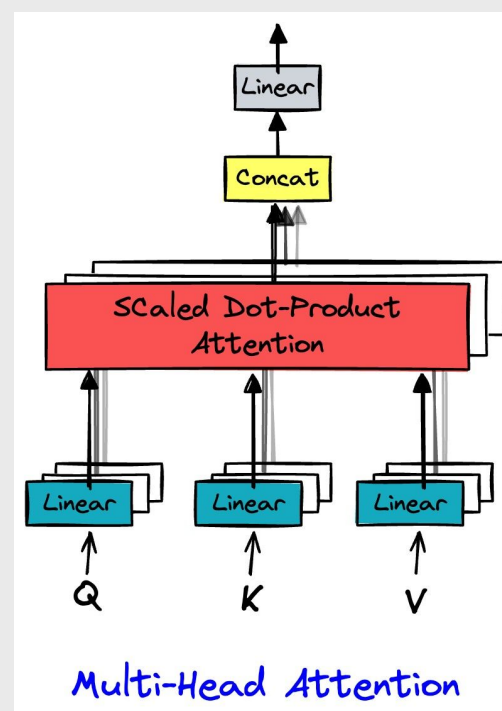 Linear
Concat
SCaled Dot-Product
Attention
Linear Linear Linear
Q K V
Multi-Head Attention